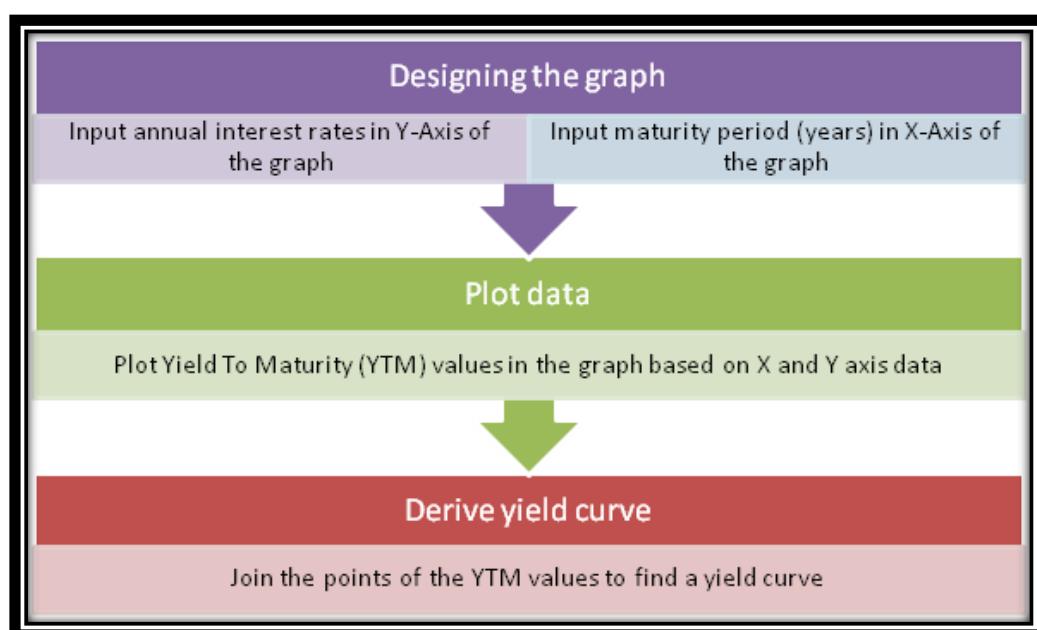 Designing the graph
Input annual interest rates in Y-Axis of
the graph
Input maturity period (years) in X-Axis of
the graph
Plot data
Plot Yield To Maturity (YTM) values in the graph based on X and Y axis data
Derive yield curve
Join the points of the YTM values to find a yield curve